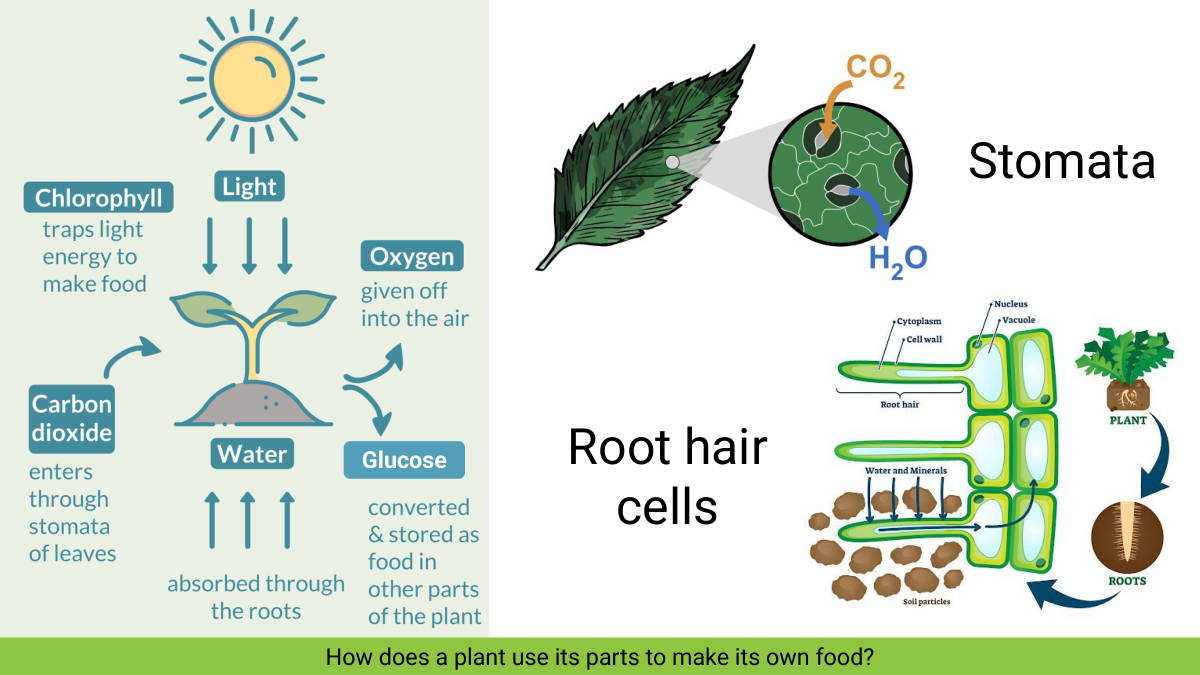 Light
Chlorophyll
traps light
energy to
make food
Oxygen
given off
into the air
Carbon
dioxide
enters
through
stomata
of leaves
Water
absorbed through
the roots
Glucose
converted
& stored as
food in
other parts
of the plant
CO₂
H₂O
Stomata
Root hair
cells
Nucleus
Vacuole
Cytoplasm
Cell wall
Root hair
Water and Minerals
Soil particles
PLANT
ROOTS
How does a plant use its parts to make its own food?